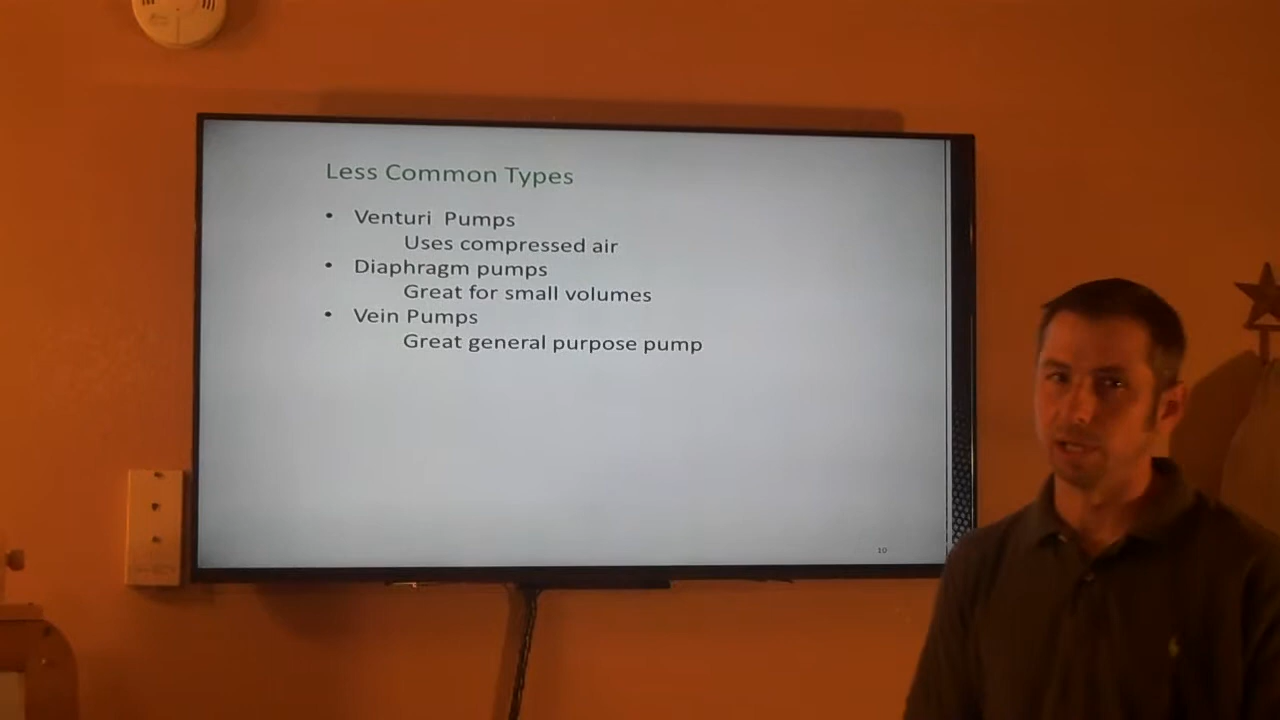 Less Common Types
• Venturi Pumps
Uses compressed air
• Diaphragm pumps
Great for small volumes
• Vein Pumps
Great general purpose pump
10